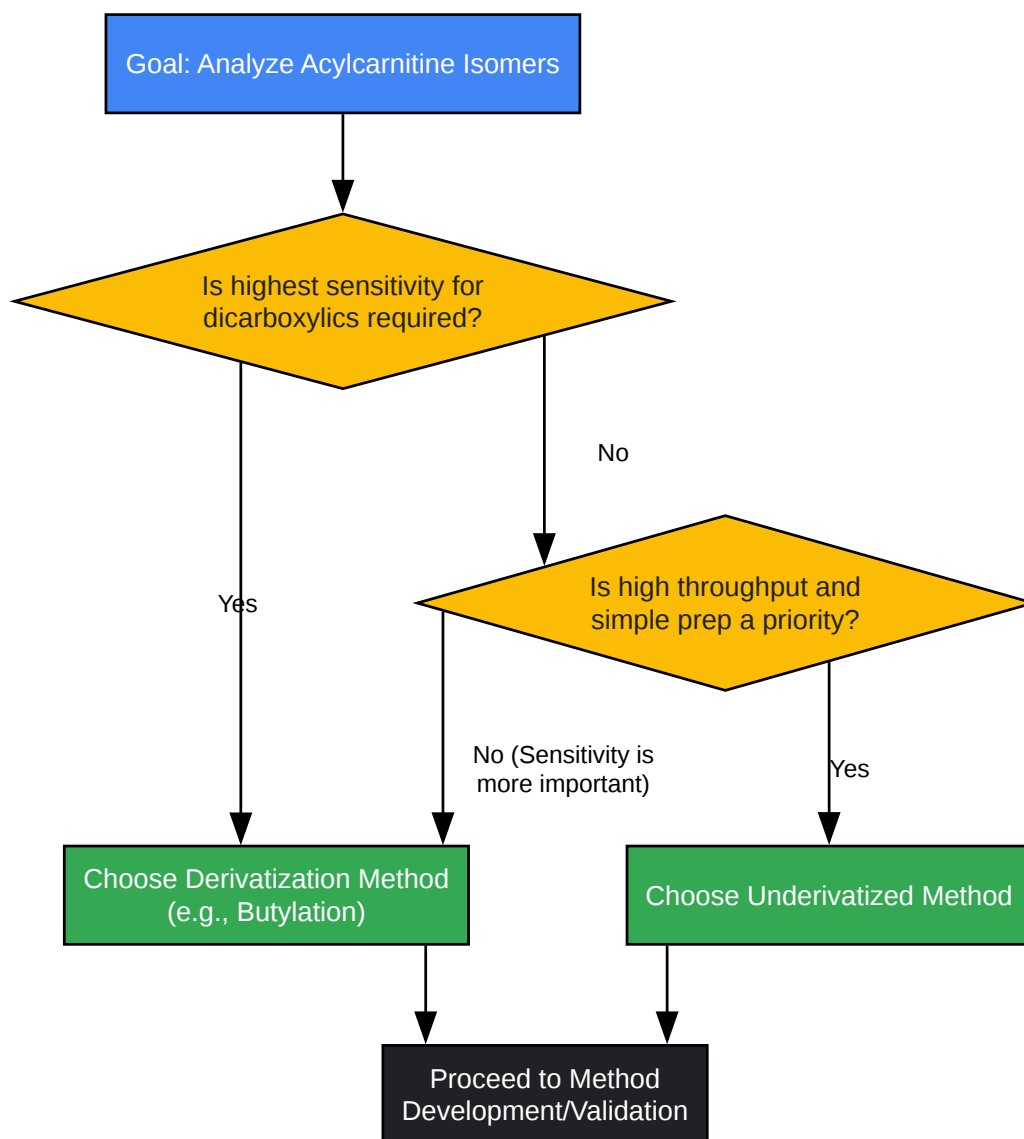 Goal: Analyze Acylcarnitine Isomers
Is highest sensitivity for
dicarboxylics required?
No
Is high throughput and
simple prep a priority?
Yes
No (Sensitivity is
more important)
Yes
Choose Derivatization Method
(e.g., Butylation)
Choose Underivatized Method
Proceed to Method
Development/Validation